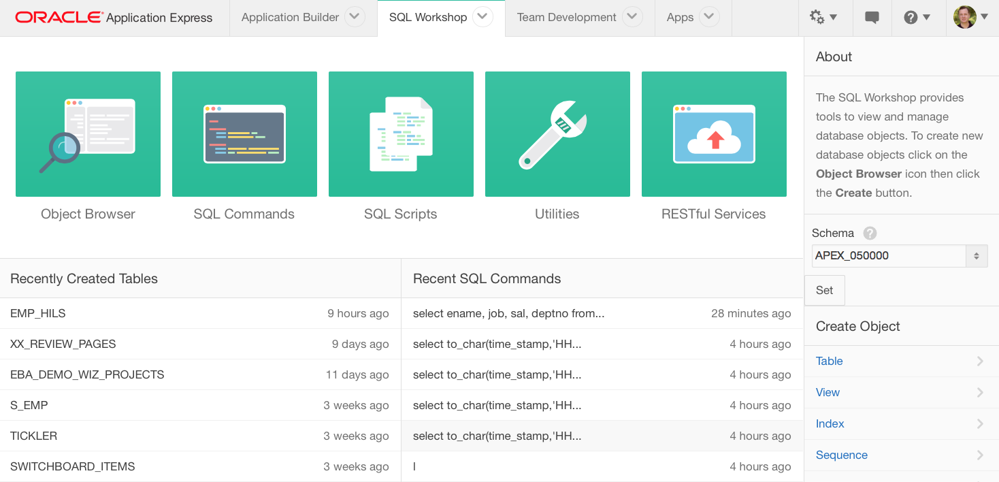 ORACLE® Application Express
Application Builder
SQL Workshop
Team Development
Apps
Object Browser
SQL Commands
SQL Scripts
Utilities
RESTful Services
Recently Created Tables
EMP_HILS 9 hours ago
XX_REVIEW_PAGES 9 days ago
EBA_DEMO_WIZ_PROJECTS 11 days ago
S_EMP 3 weeks ago
TICKLER 3 weeks ago
SWITCHBOARD_ITEMS 3 weeks ago
Recent SQL Commands
select ename, job, sal, deptno from... 28 minutes ago
select to_char(time_stamp,'HH... 4 hours ago
select to_char(time_stamp,'HH... 4 hours ago
select to_char(time_stamp,'HH... 4 hours ago
select to_char(time_stamp,'HH... 4 hours ago
l 4 hours ago
About
The SQL Workshop provides
tools to view and manage
database objects. To create new
database objects click on the
Object Browser icon then click
the Create button.
Schema ?
APEX_050000
Set
Create Object
Table
View
Index
Sequence